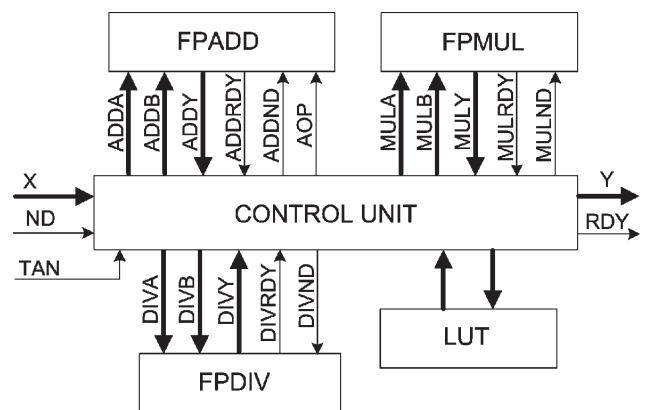 FPADD
FPMUL
ADDA
ADDB
ADDY
ADDRDY
ADDND
AOP
MULA
MULB
MULY
MULRDY
MULND
X
ND
TAN
CONTROL UNIT
Y
RDY
DIVA
DIVB
DIVY
DIVRDY
DIVND
LUT
FPDIV